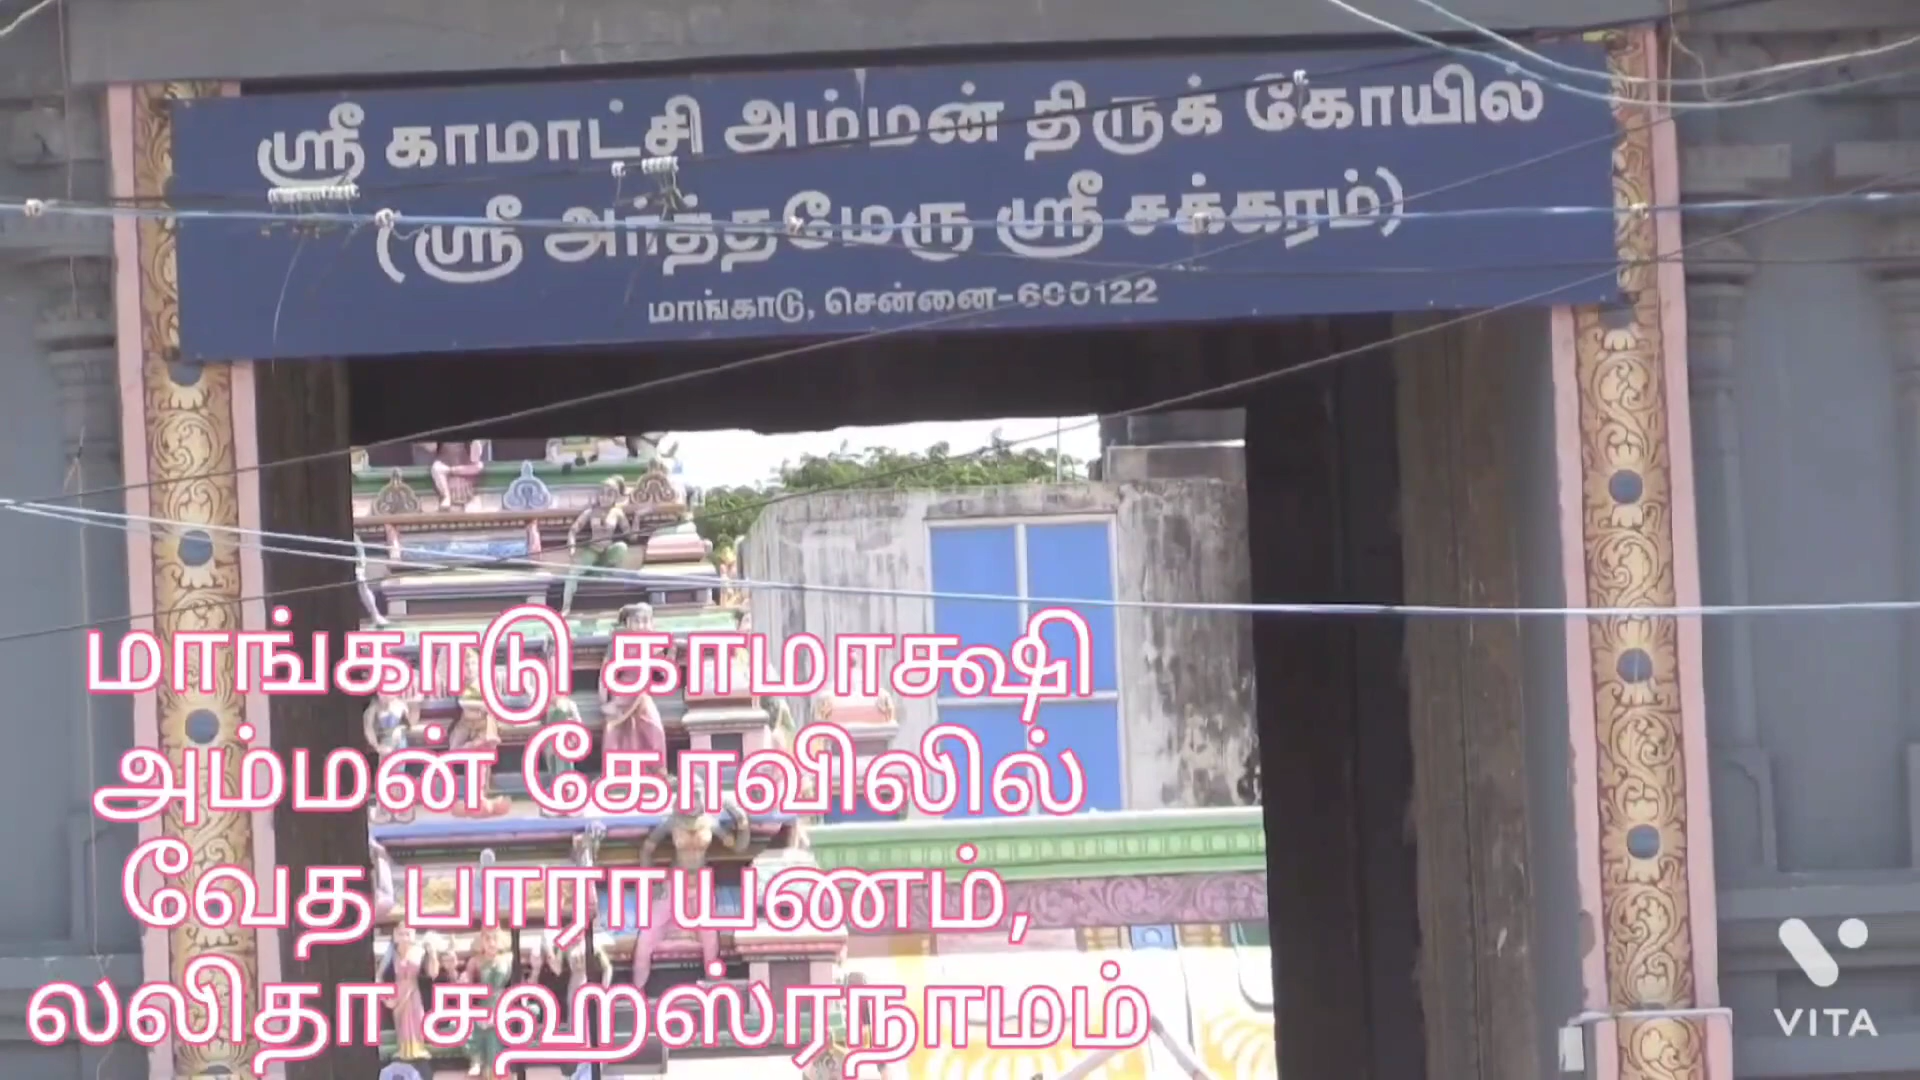 ஸ்ரீ காமாட்சி அம்மன் திருக் கோயில்
(ஸ்ரீ அர்த்தமேரு ஸ்ரீ சக்கரம்)
மாங்காடு, சென்னை-600122
மாங்காடு காமாக்ஷி
அம்மன் கோவிலில்
வேத பாராயணம்,
லலிதா சஹஸ்ரநாமம்
VITA